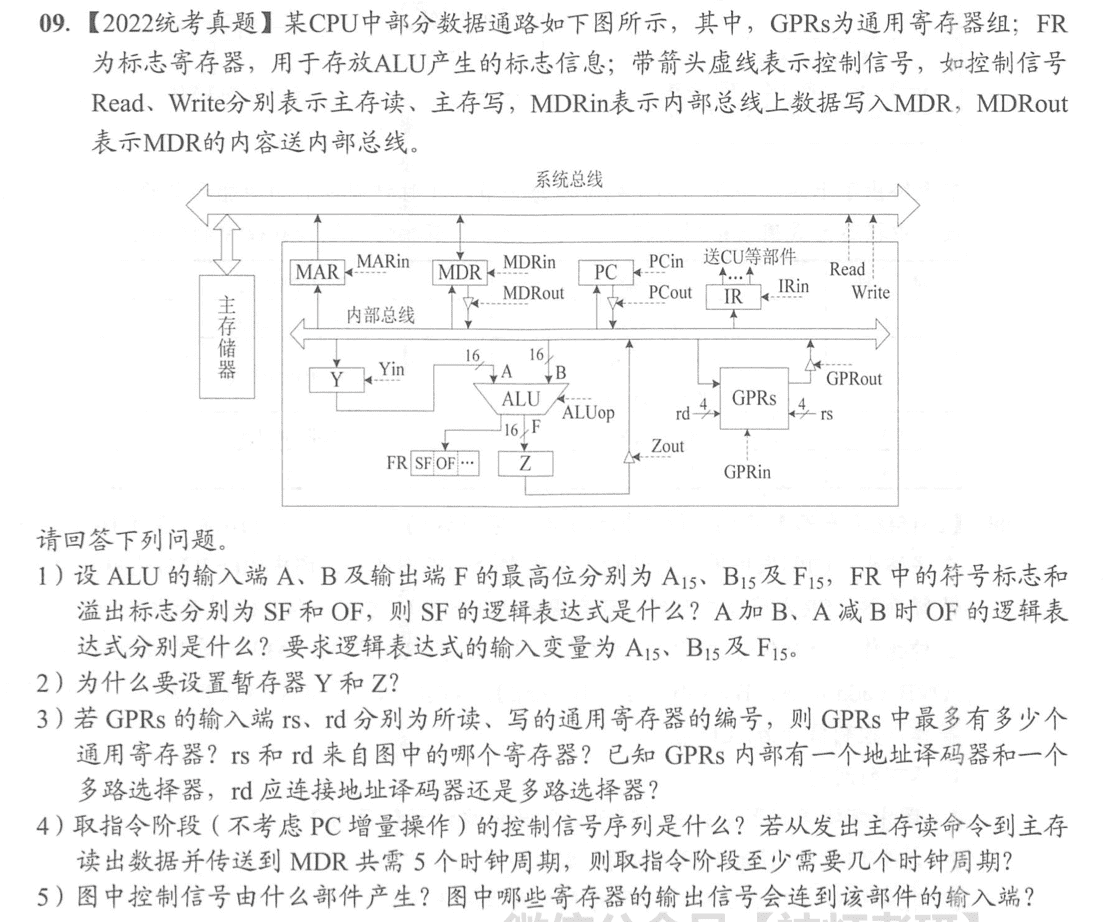 09.【2022统考真题】某CPU中部分数据通路如下图所示，其中，GPRs为通用寄存器组；FR
为标志寄存器，用于存放ALU产生的标志信息；带箭头虚线表示控制信号，如控制信号
Read、Write分别表示主存读、主存写，MDRin表示内部总线上数据写入MDR，MDRout
表示MDR的内容送内部总线。
系统总线
MAR
MARin
MDR
MDRin
MDRout
PC
PCin
PCout
送CU等部件
...
IR
IRin
Read
Write
主存储器
内部总线
Y
Yin
16
A
16
B
ALU
ALUop
16
F
FR SF OF ...
Z
Zout
rd
4
GPRs
4
rs
GPRout
GPRin
请回答下列问题。
1）设 ALU 的输入端 A、B 及输出端 F 的最高位分别为 A₁₅、B₁₅及 F₁₅，FR 中的符号标志和
溢出标志分别为 SF 和 OF，则 SF 的逻辑表达式是什么？A 加 B、A 减 B 时 OF 的逻辑表
达式分别是什么？要求逻辑表达式的输入变量为 A₁₅、B₁₅及 F₁₅。
2）为什么要设置暂存器 Y 和 Z？
3）若 GPRs 的输入端 rs、rd 分别为所读、写的通用寄存器的编号，则 GPRs 中最多有多少个
通用寄存器？rs 和 rd 来自图中的哪个寄存器？已知 GPRs 内部有一个地址译码器和一个
多路选择器，rd 应连接地址译码器还是多路选择器？
4）取指令阶段（不考虑 PC 增量操作）的控制信号序列是什么？若从发出主存读命令到主存
读出数据并传送到 MDR 共需 5 个时钟周期，则取指令阶段至少需要几个时钟周期？
5）图中控制信号由什么部件产生？图中哪些寄存器的输出信号会连到该部件的输入端？